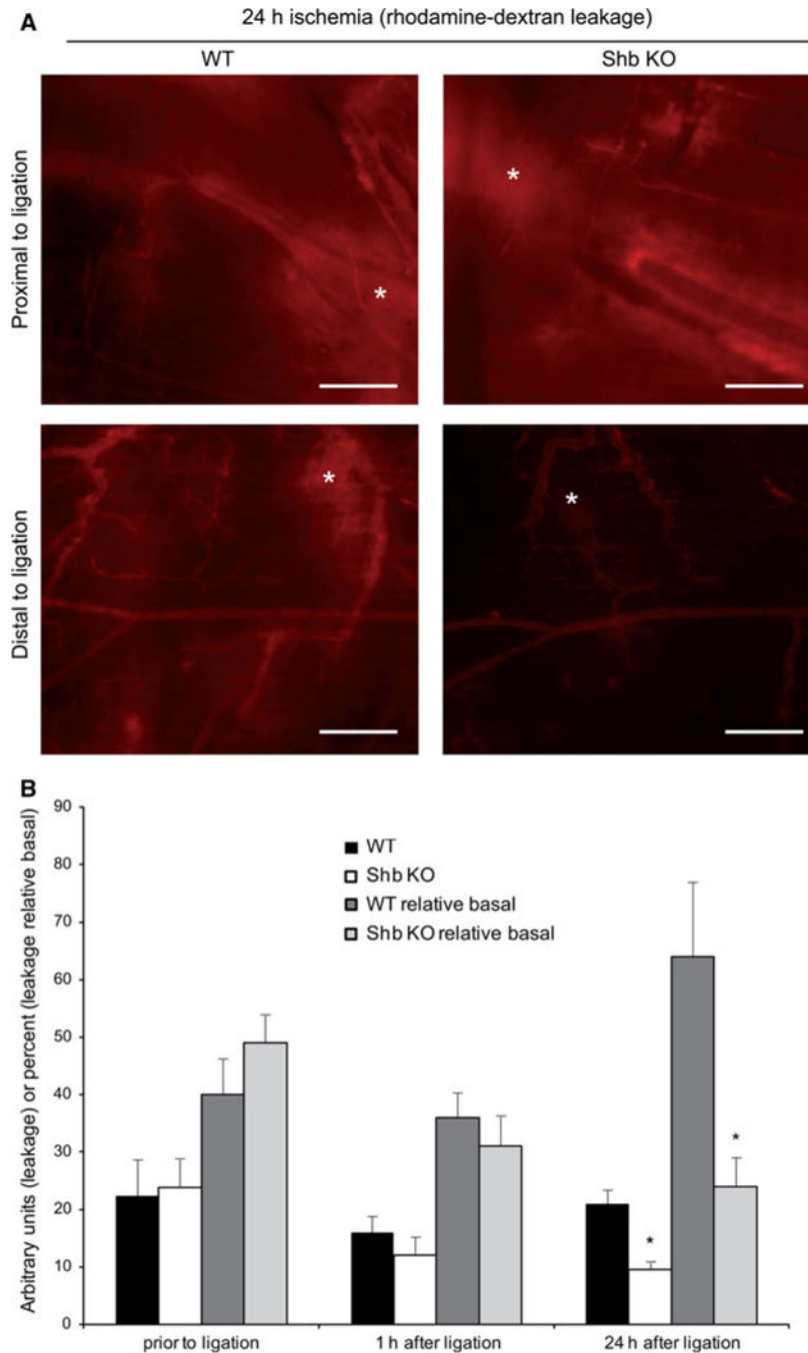 A
24 h ischemia (rhodamine-dextran leakage)
WT
Shb KO
Proximal to ligation
*
*
Distal to ligation
*
*
B
Arbitrary units (leakage) or percent (leakage relative basal)
90
80
70
60
50
40
30
20
10
0
WT
Shb KO
WT relative basal
Shb KO relative basal
*
*
prior to ligation
1 h after ligation
24 h after ligation